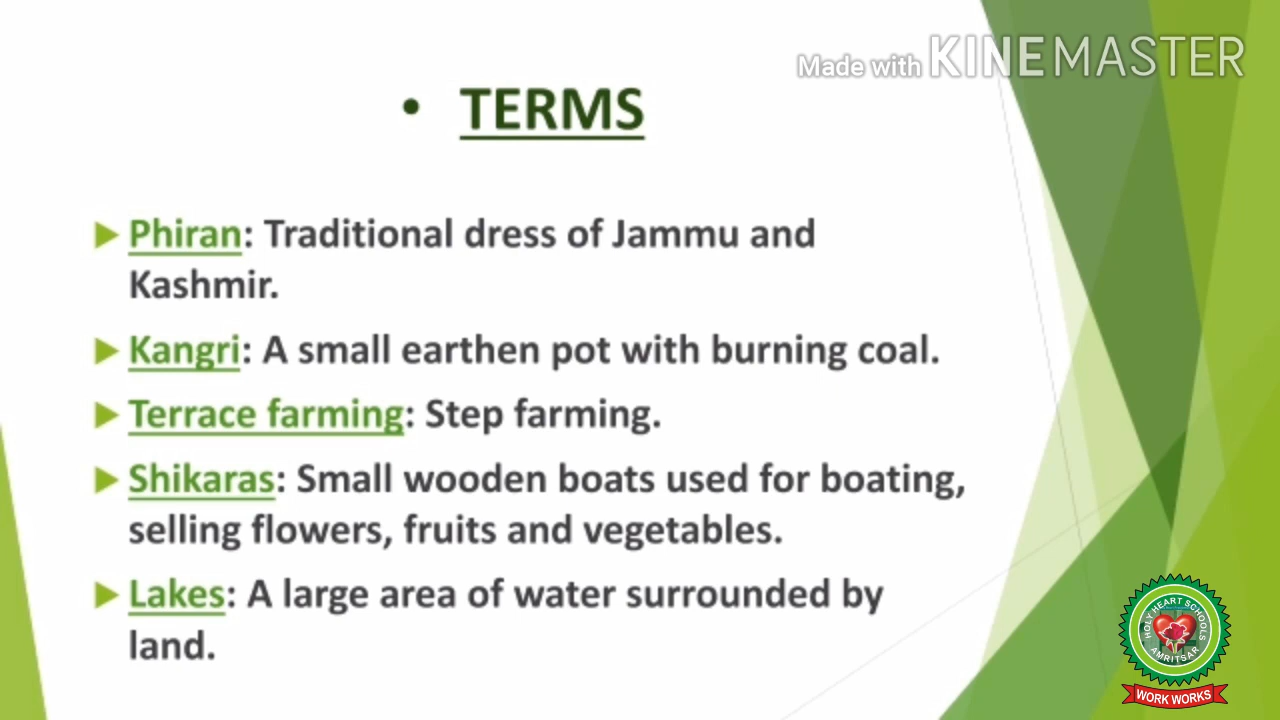 Made with KINEMASTER
• TERMS
Phiran: Traditional dress of Jammu and
Kashmir.
Kangri: A small earthen pot with burning coal.
Terrace farming: Step farming.
Shikaras: Small wooden boats used for boating,
selling flowers, fruits and vegetables.
Lakes: A large area of water surrounded by
land.
HOLY HEART SCHOOLS
AMRITSAR
WORK WORKS